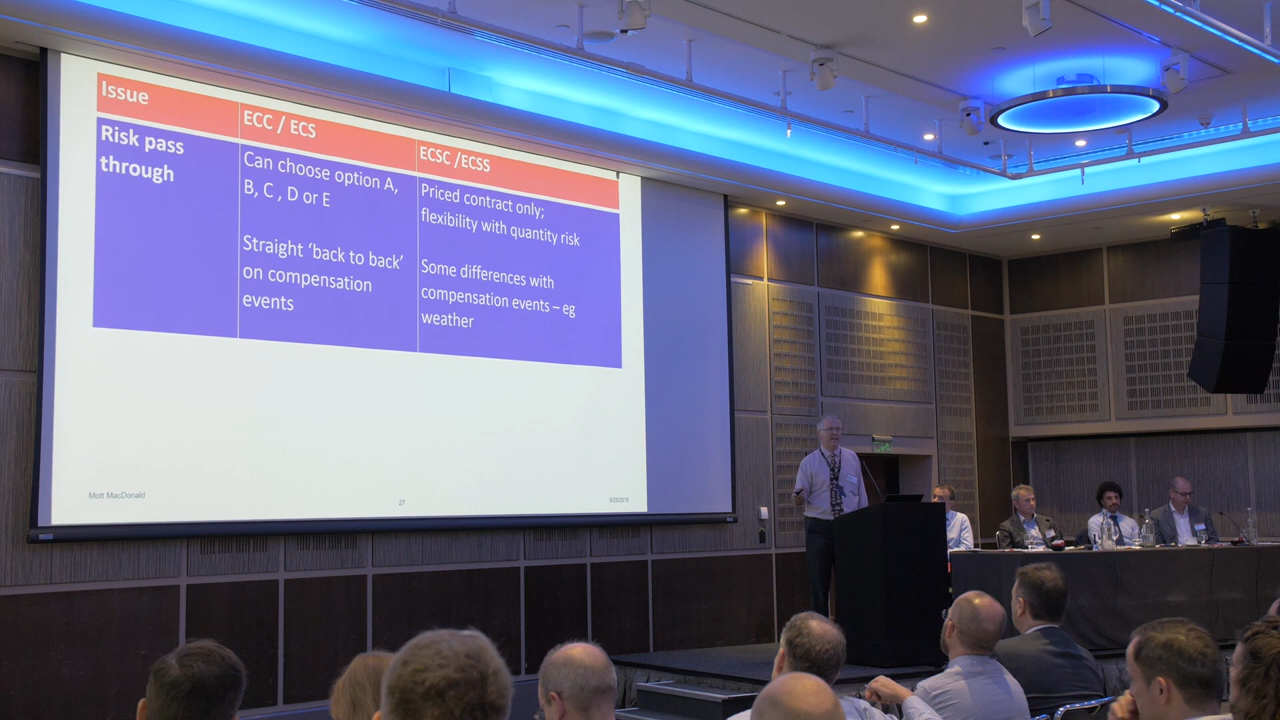 Issue
ECC / ECS
ECSC /ECSS
Risk pass
through
Can choose option A,
B, C , D or E
Straight ‘back to back’
on compensation
events
Priced contract only;
flexibility with quantity risk
Some differences with
compensation events – eg
weather
Mott MacDonald
27
6/25/2019